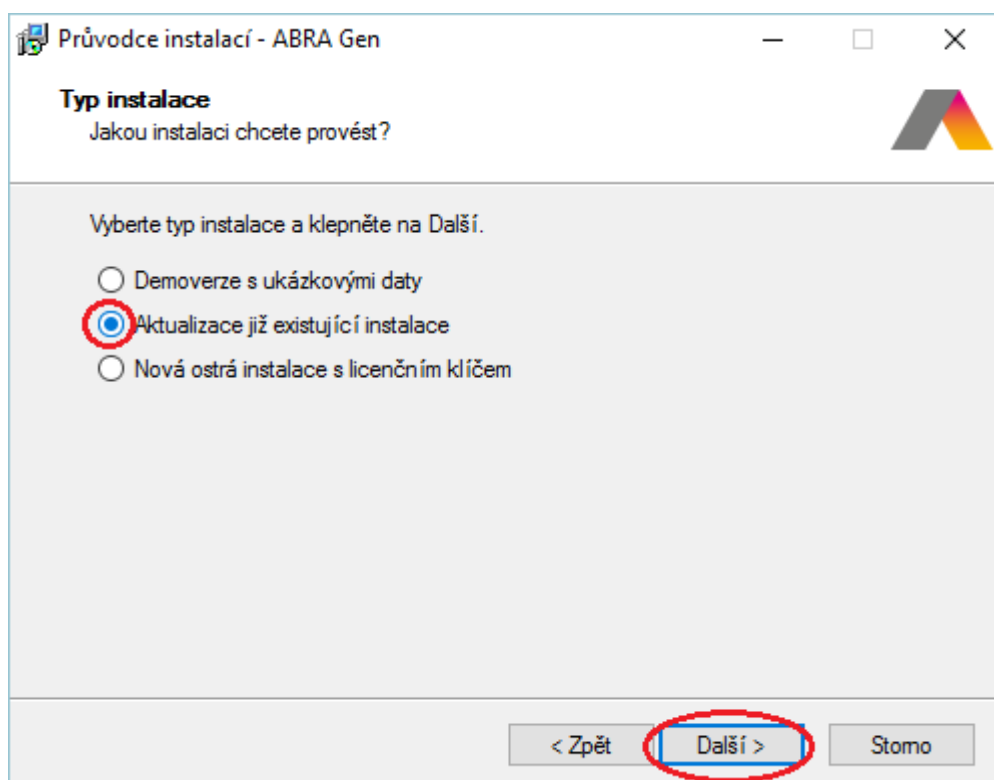 Průvodce instalací - ABRA Gen
Typ instalace
Jakou instalaci chcete provést?
Vyberte typ instalace a klepněte na Další.
Demoverze s ukázkovými daty
Aktualizace již existující instalace
Nová ostrá instalace s licenčním klíčem
< Zpět
Další >
Storno